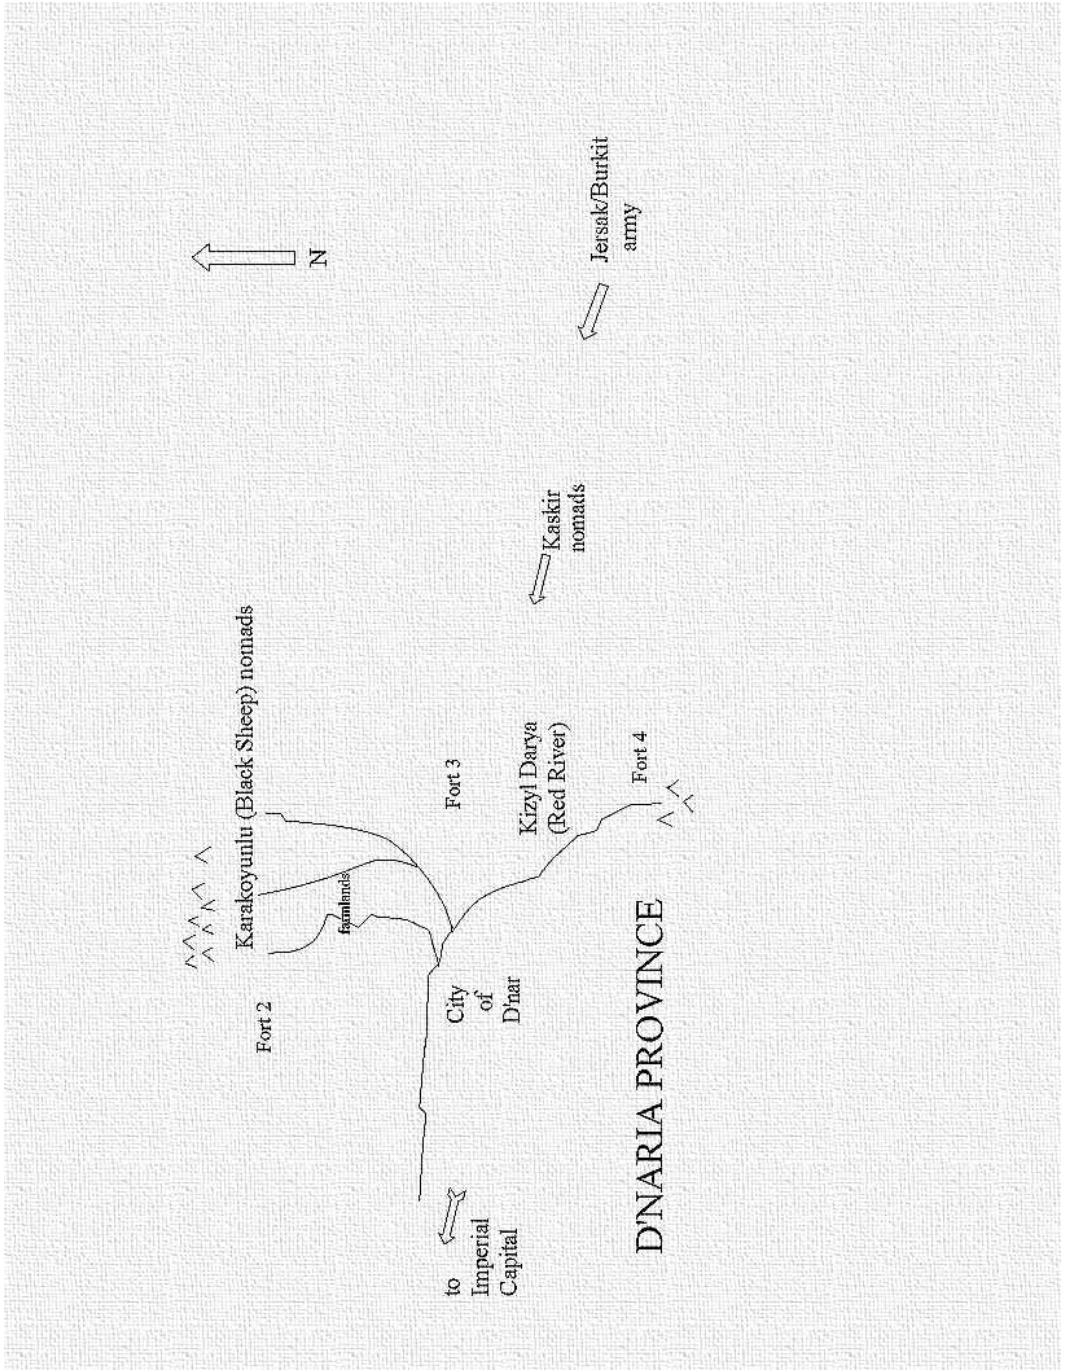 Karakoyunlu (Black Sheep) nomads
N
Fort 2
farmlands
City
of
D'nar
Fort 3
Kizyl Darya
(Red River)
Fort 4
Kaskir
nomads
Jersak/Burkit
army
to
Imperial
Capital
D'NARIA PROVINCE